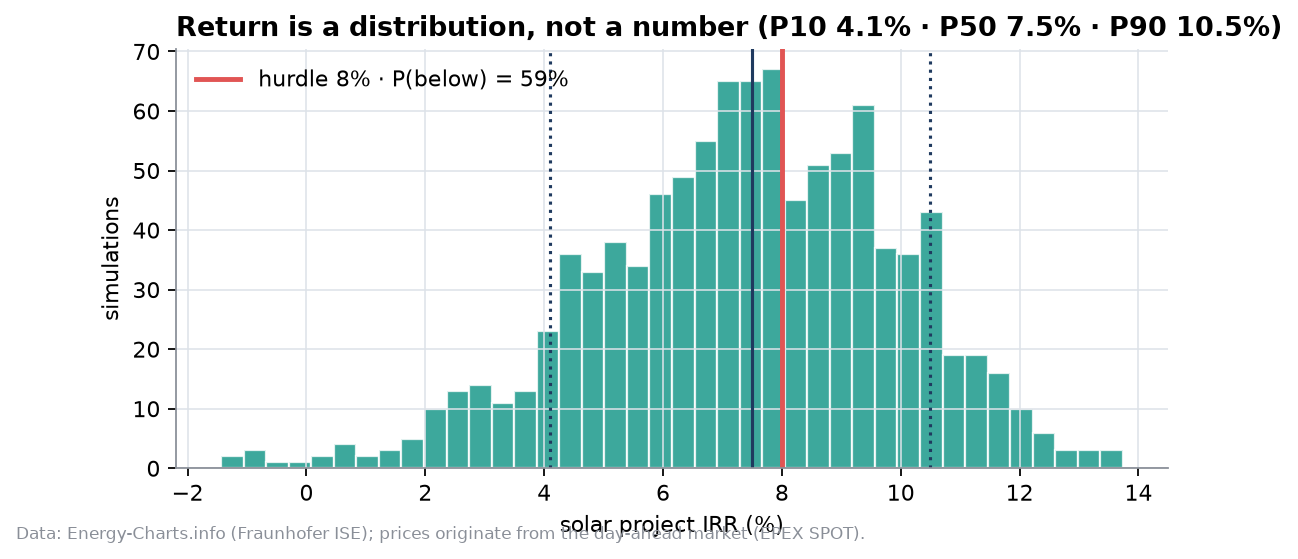 Return is a distribution, not a number (P10 4.1% · P50 7.5% · P90 10.5%)
hurdle 8% · P(below) = 59%
simulations
70
60
50
40
30
20
10
0
−2 0 2 4 6 8 10 12 14
solar project IRR (%)
Data: Energy-Charts.info (Fraunhofer ISE); prices originate from the day-ahead market (EPEX SPOT).